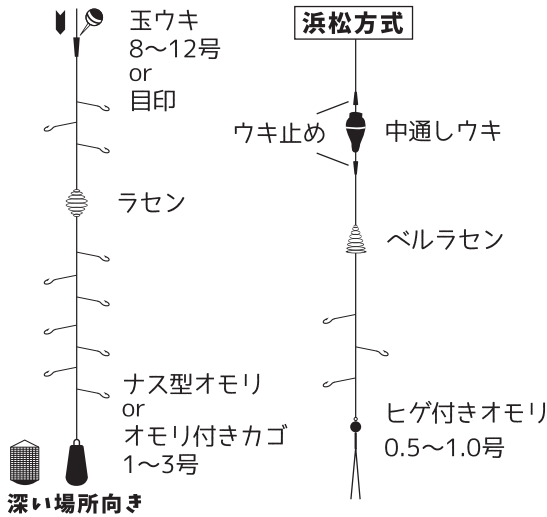 玉ウキ
8〜12号
or
目印
ラセン
ナス型オモリ
or
オモリ付きカゴ
1〜3号
深い場所向き
浜松方式
ウキ止め
中通しウキ
ベルラセン
ヒゲ付きオモリ
0.5〜1.0号